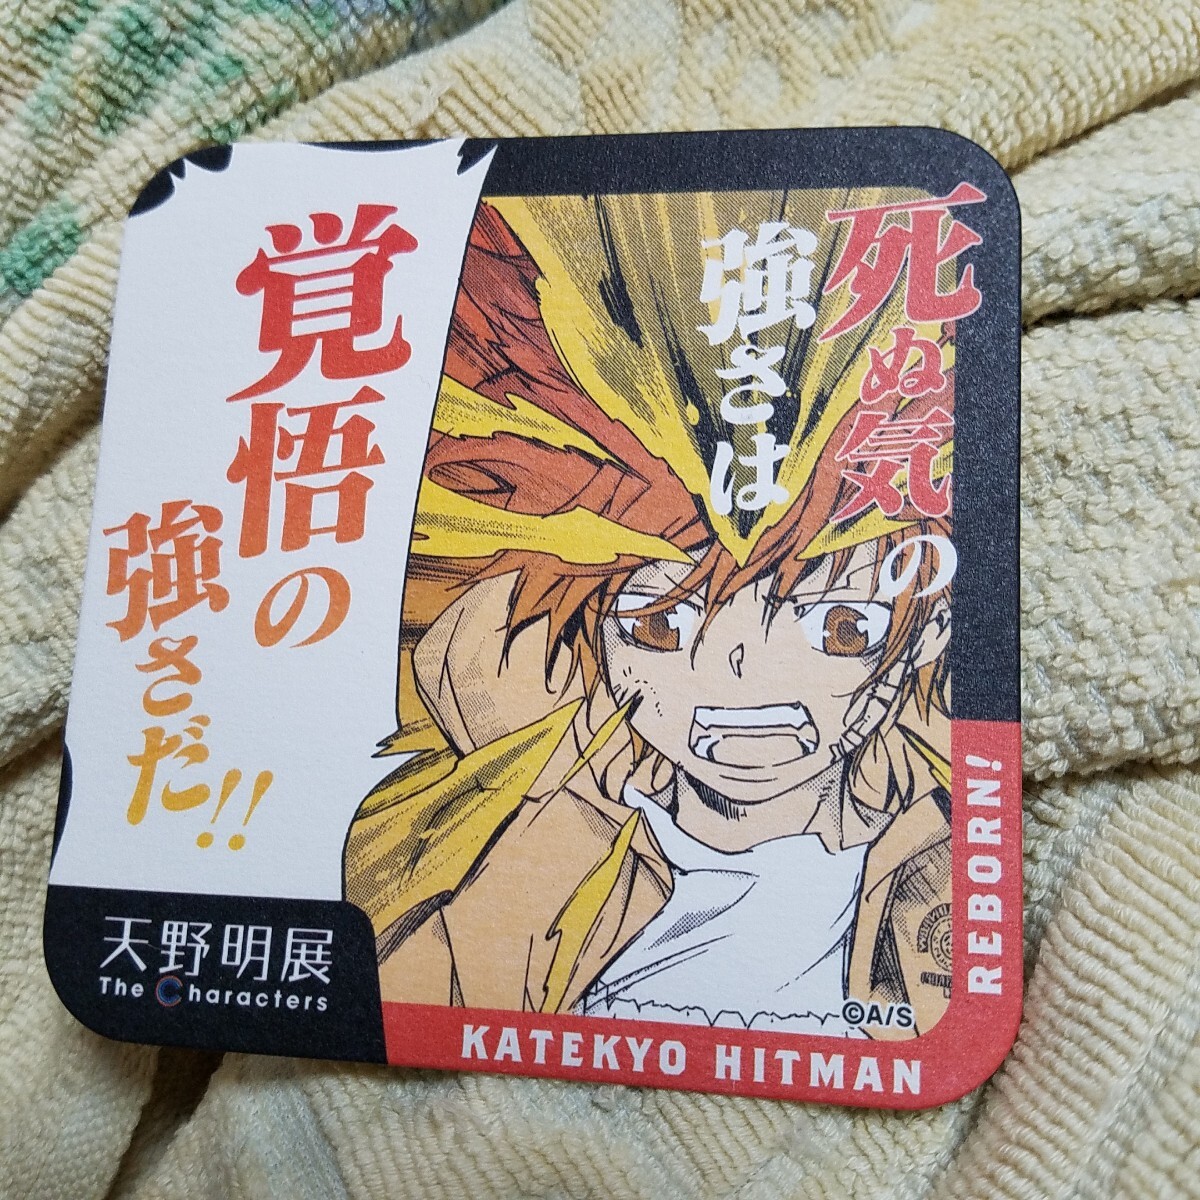 死ぬ気の
強さは
覚悟の
強さだ!!
天野明展
The Characters
©A/S
KATEKYO HITMAN
REBORN!